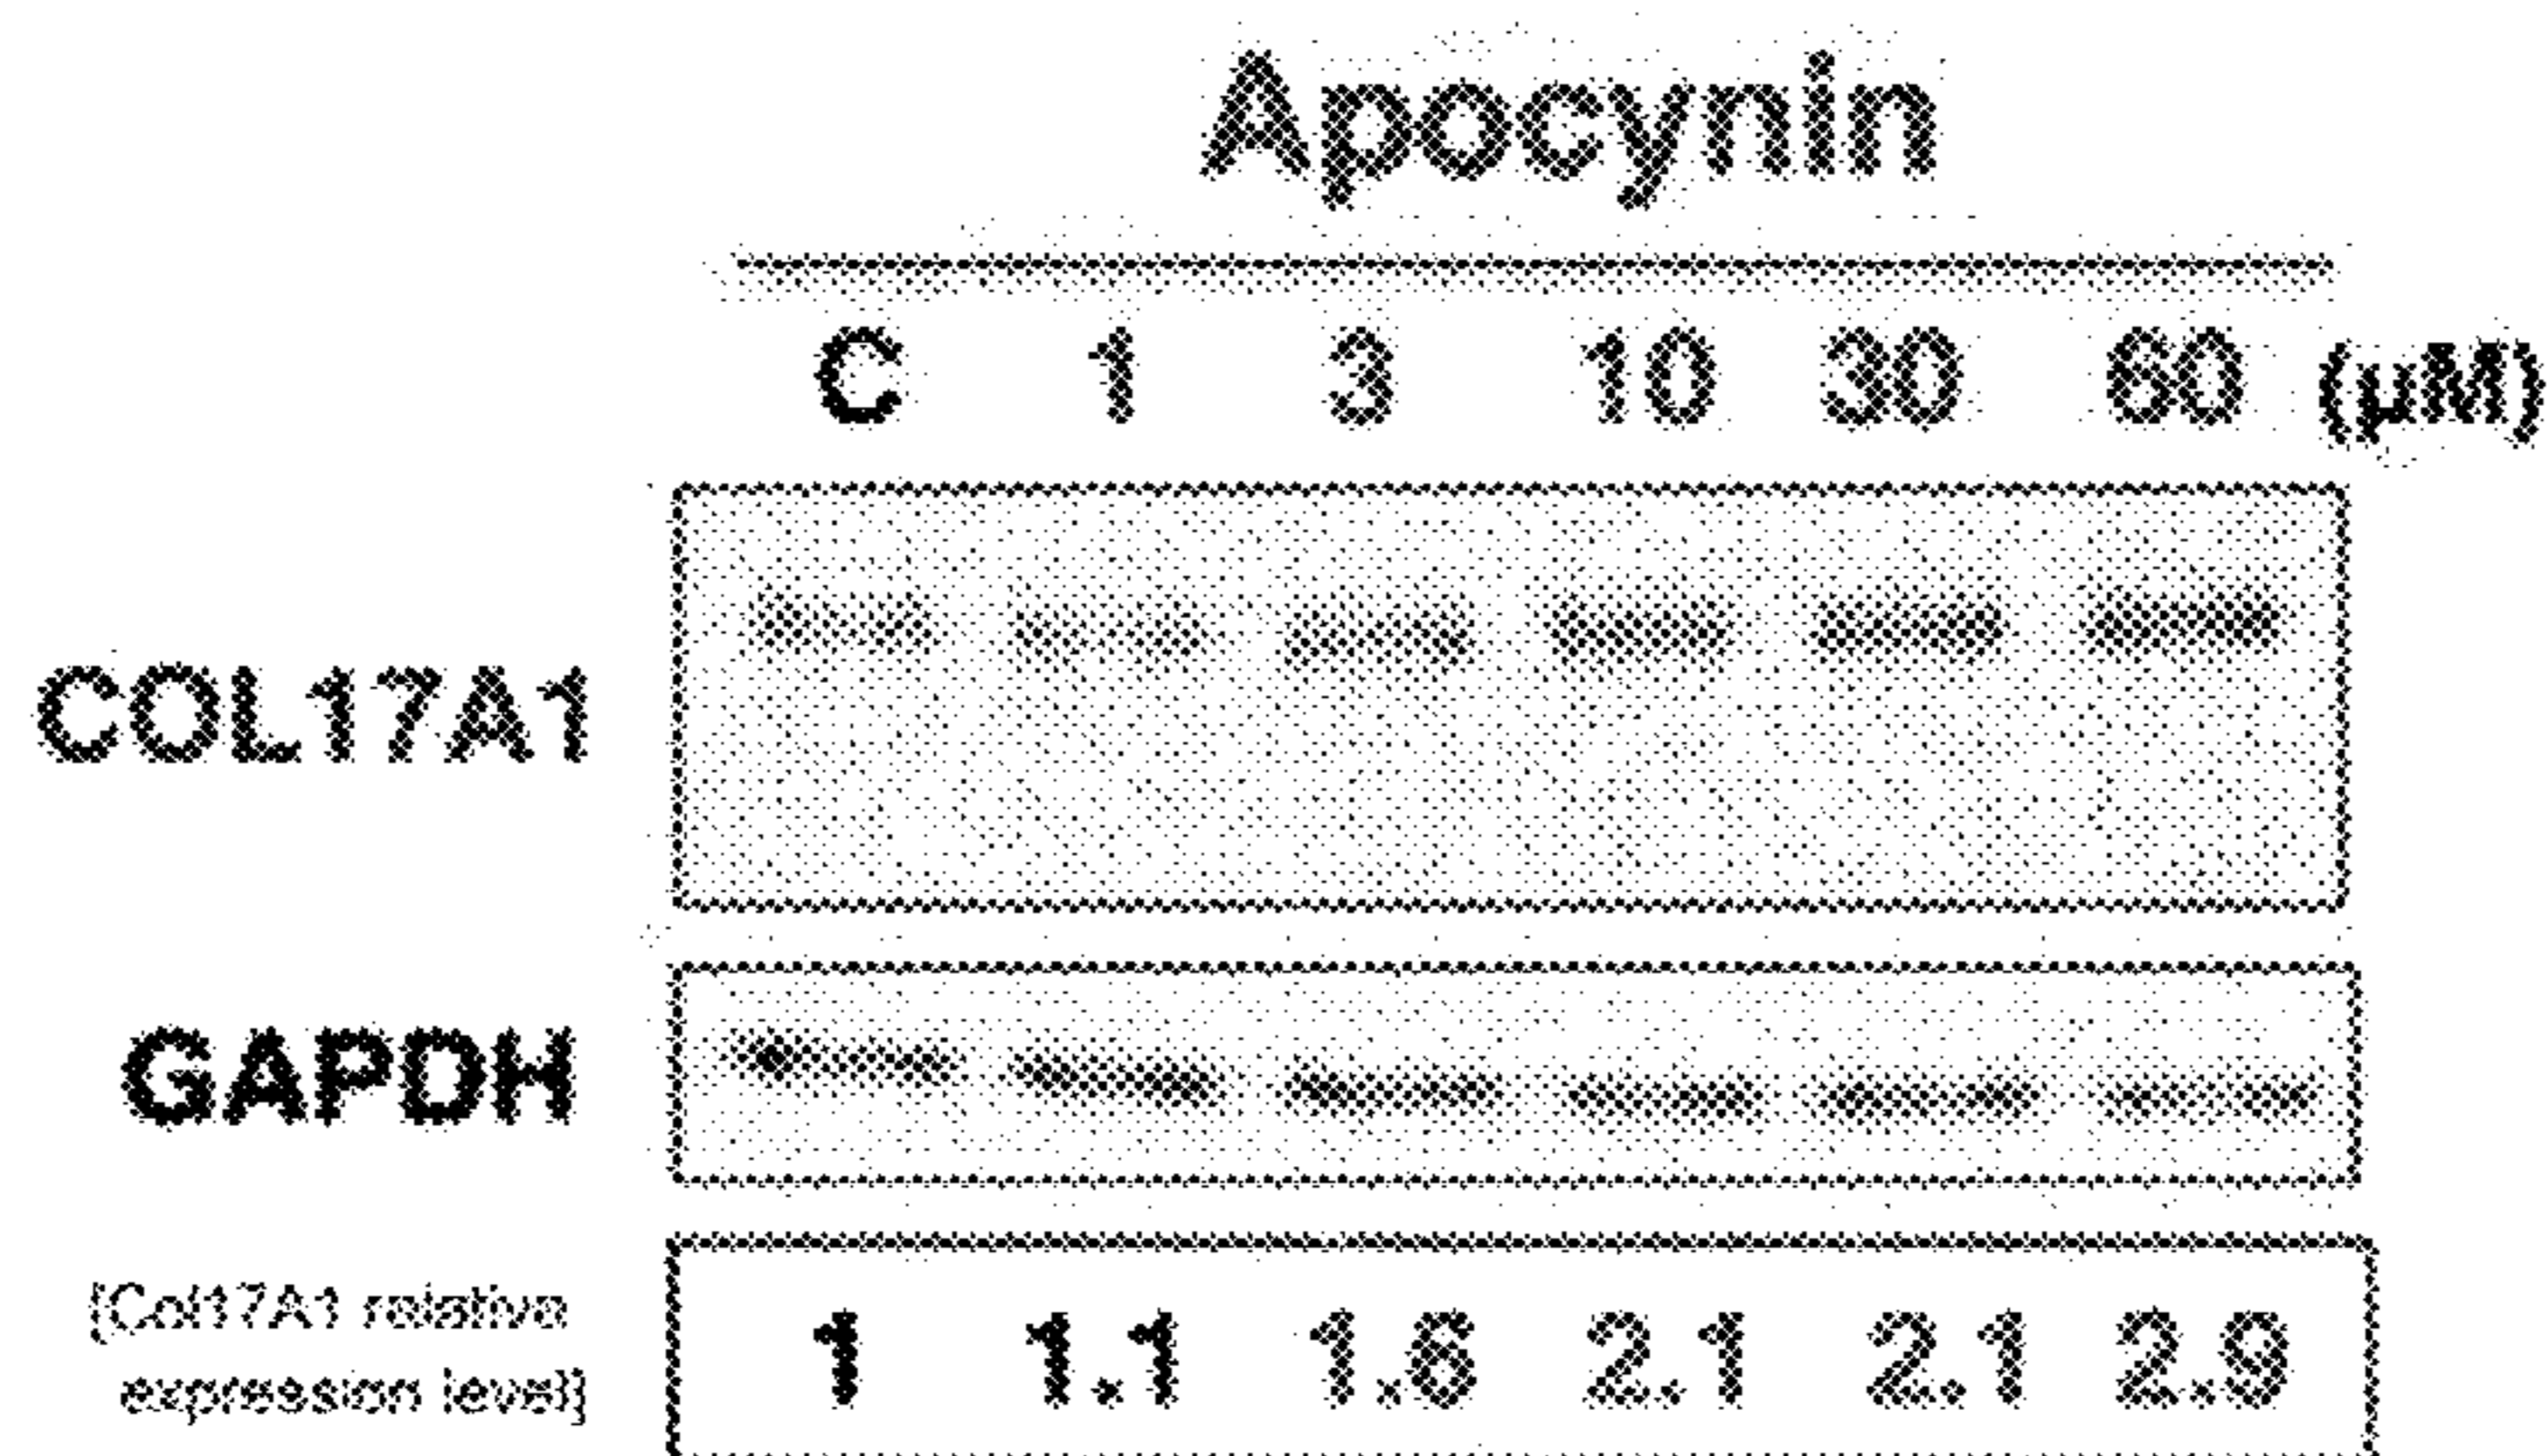 Apocynin
C 1 3 10 30 60 (µM)
COL17A1
GAPDH
[Col17A1 relative
expression level]
1 1.1 1.6 2.1 2.1 2.9